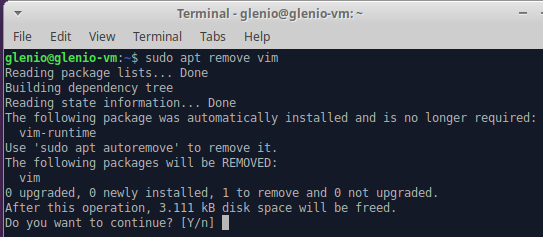 Terminal - glenio@glenio-vm: ~
File Edit View Terminal Tabs Help
glenio@glenio-vm:~$ sudo apt remove vim
Reading package lists... Done
Building dependency tree
Reading state information... Done
The following package was automatically installed and is no longer required:
  vim-runtime
Use 'sudo apt autoremove' to remove it.
The following packages will be REMOVED:
  vim
0 upgraded, 0 newly installed, 1 to remove and 0 not upgraded.
After this operation, 3.111 kB disk space will be freed.
Do you want to continue? [Y/n]